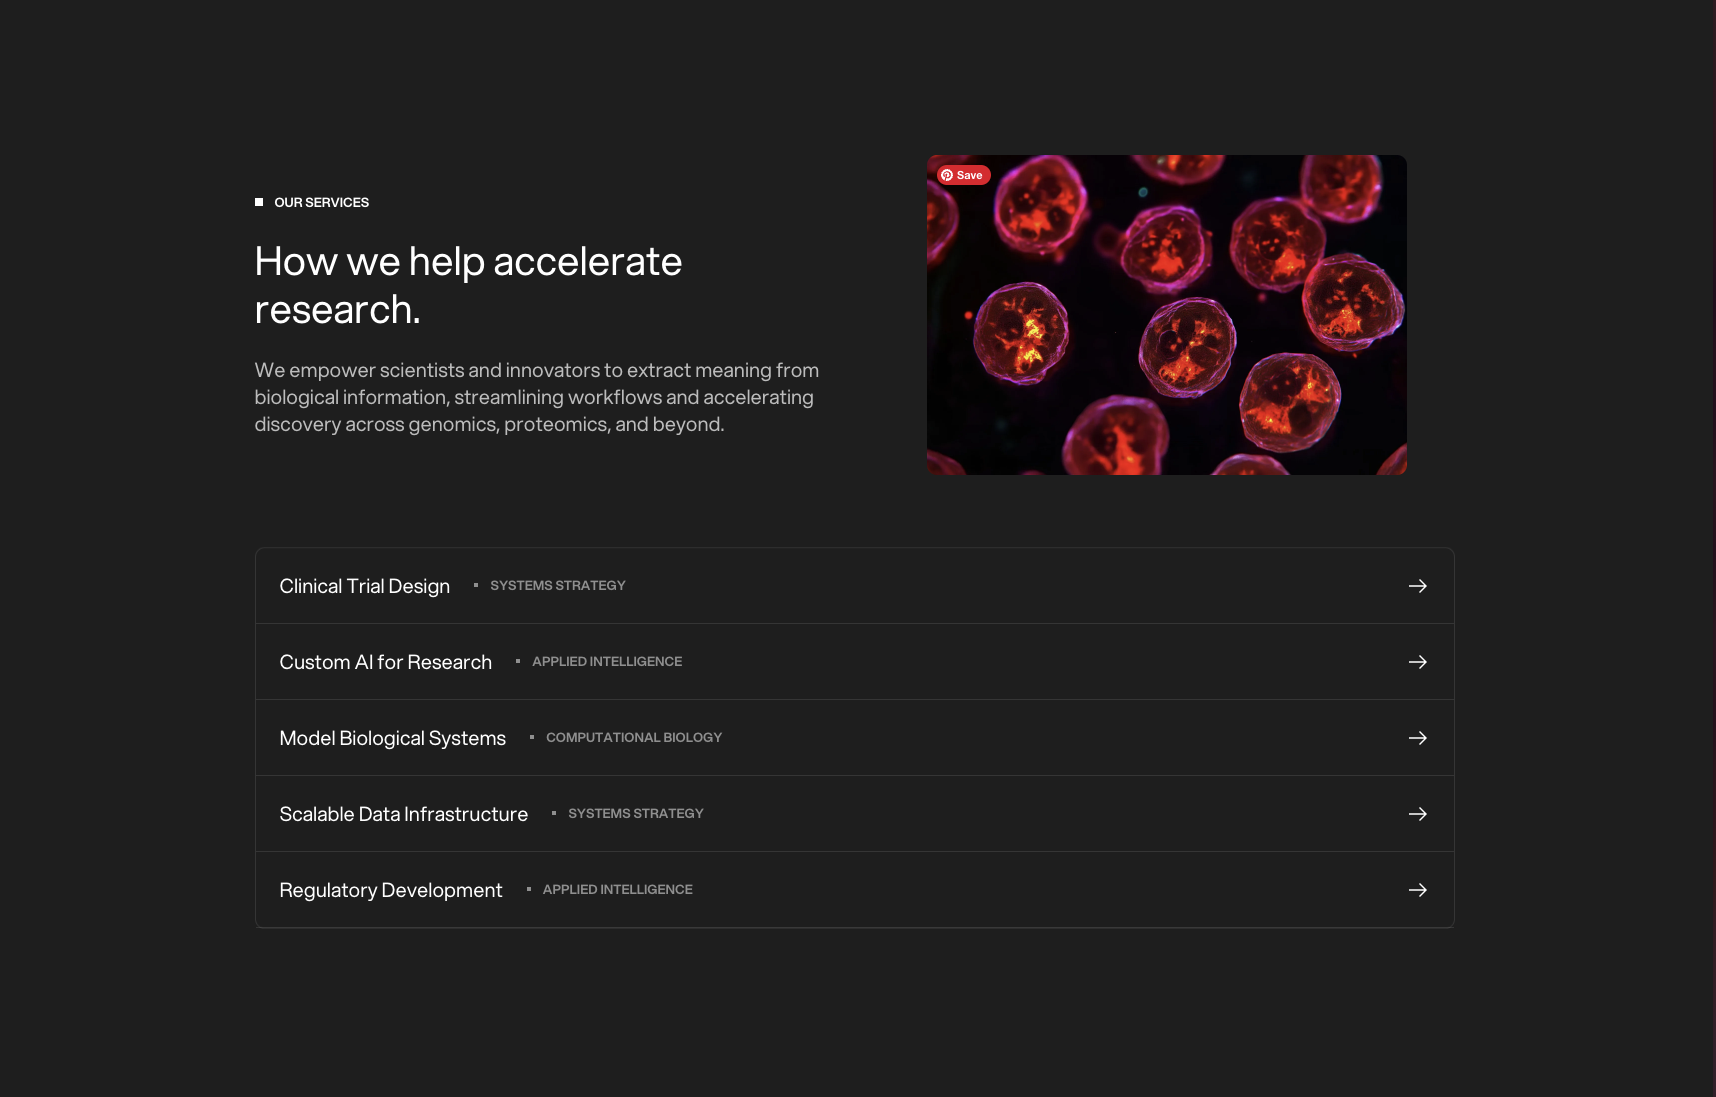 Save
OUR SERVICES
How we help accelerate
research.
We empower scientists and innovators to extract meaning from
biological information, streamlining workflows and accelerating
discovery across genomics, proteomics, and beyond.
Clinical Trial Design SYSTEMS STRATEGY
Custom AI for Research APPLIED INTELLIGENCE
Model Biological Systems COMPUTATIONAL BIOLOGY
Scalable Data Infrastructure SYSTEMS STRATEGY
Regulatory Development APPLIED INTELLIGENCE